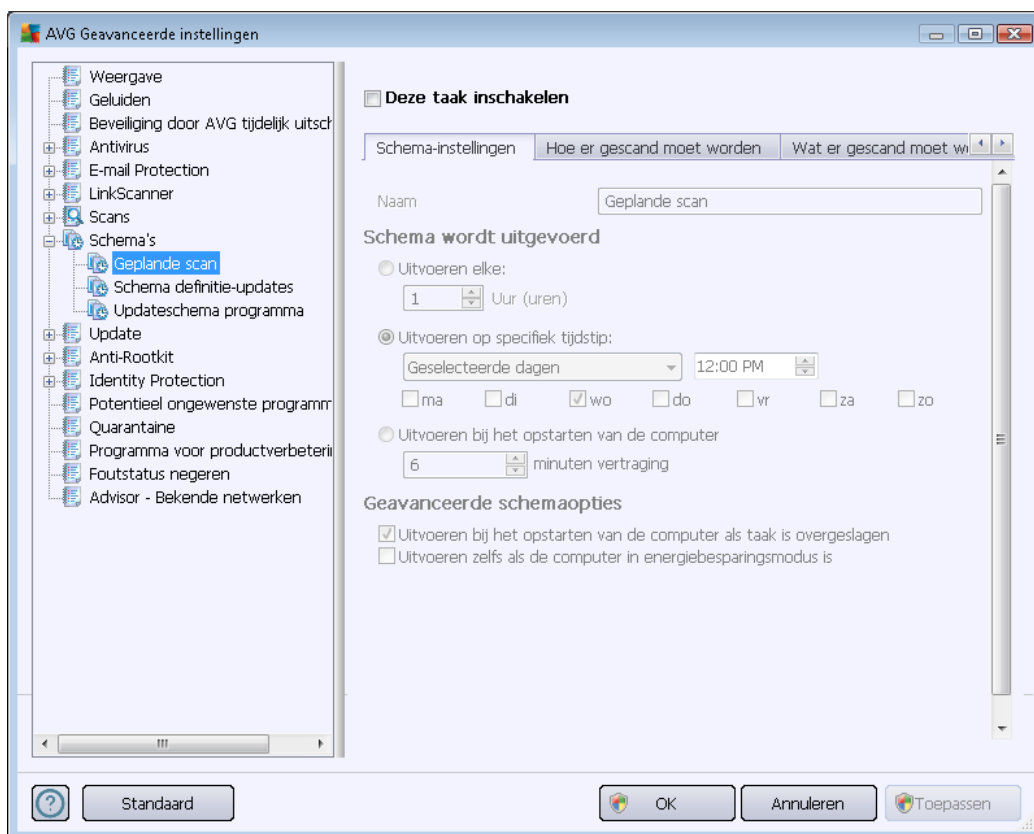 AVG Geavanceerde instellingen
Weergave
Geluiden
Beveiliging door AVG tijdelijk uitsch
Antivirus
E-mail Protection
LinkScanner
Scans
Schema's
Geplande scan
Schema definitie-updates
Updateschema programma
Update
Anti-Rootkit
Identity Protection
Potentieel ongewenste programm
Quarantaine
Programma voor productverbeteri
Foutstatus negeren
Advisor - Bekende netwerken
Deze taak inschakelen
Schema-instellingen Hoe er gescand moet worden Wat er gescand moet w
Naam Geplande scan
Schema wordt uitgevoerd
Uitvoeren elke:
1 Uur (uren)
Uitvoeren op specifiek tijdstip:
Geselecteerde dagen 12:00 PM
ma di wo do vr za zo
Uitvoeren bij het opstarten van de computer
6 minuten vertraging
Geavanceerde schemaopties
Uitvoeren bij het opstarten van de computer als taak is overgeslagen
Uitvoeren zelfs als de computer in energiebesparingsmodus is
Standaard OK Annuleren Toepassen